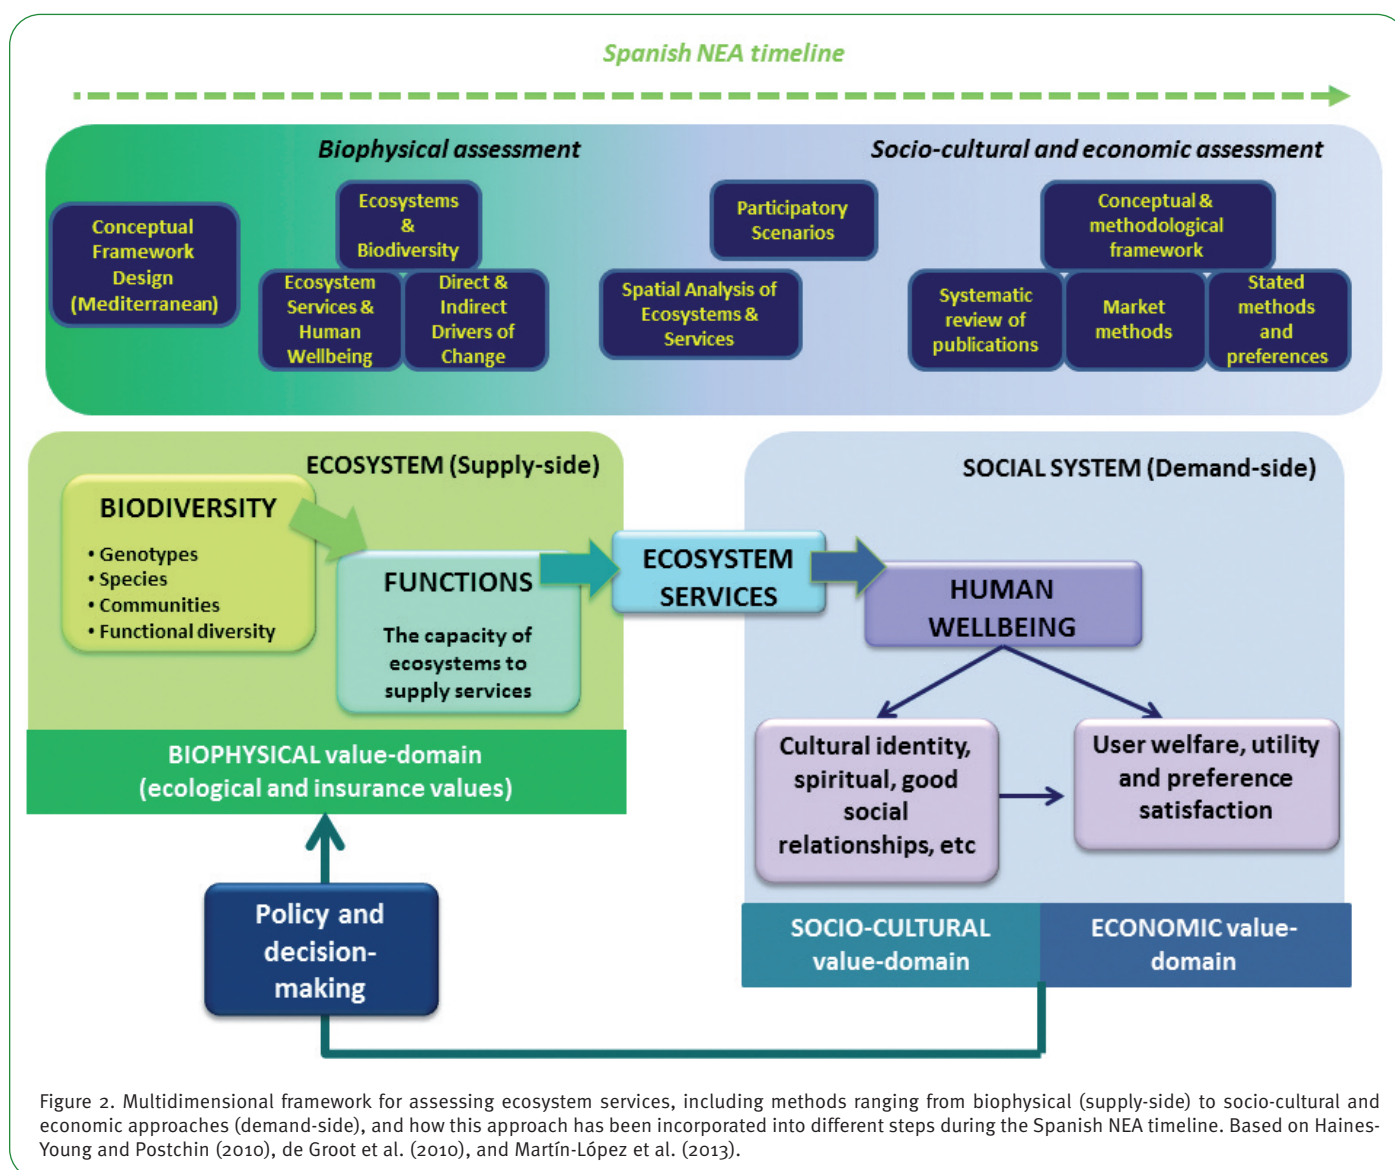 Spanish NEA timeline
Biophysical assessment
Socio-cultural and economic assessment
Conceptual
Framework
Design
(Mediterranean)
Ecosystems
&
Biodiversity
Ecosystem
Services &
Human
Wellbeing
Direct &
Indirect
Drivers of
Change
Participatory
Scenarios
Spatial Analysis of
Ecosystems &
Services
Conceptual &
methodological
framework
Systematic
review of
publications
Market
methods
Stated
methods
and
preferences
ECOSYSTEM (Supply-side)
BIODIVERSITY
• Genotypes
• Species
• Communities
• Functional diversity
FUNCTIONS
The capacity of
ecosystems to
supply services
BIOPHYSICAL value-domain
(ecological and insurance values)
ECOSYSTEM
SERVICES
SOCIAL SYSTEM (Demand-side)
HUMAN
WELLBEING
Cultural identity,
spiritual, good
social
relationships, etc
User welfare, utility
and preference
satisfaction
SOCIO-CULTURAL
value-domain
ECONOMIC value-
domain
Policy and
decision-
making
Figure 2. Multidimensional framework for assessing ecosystem services, including methods ranging from biophysical (supply-side) to socio-cultural and
economic approaches (demand-side), and how this approach has been incorporated into different steps during the Spanish NEA timeline. Based on Haines-
Young and Postchin (2010), de Groot et al. (2010), and Martín-López et al. (2013).